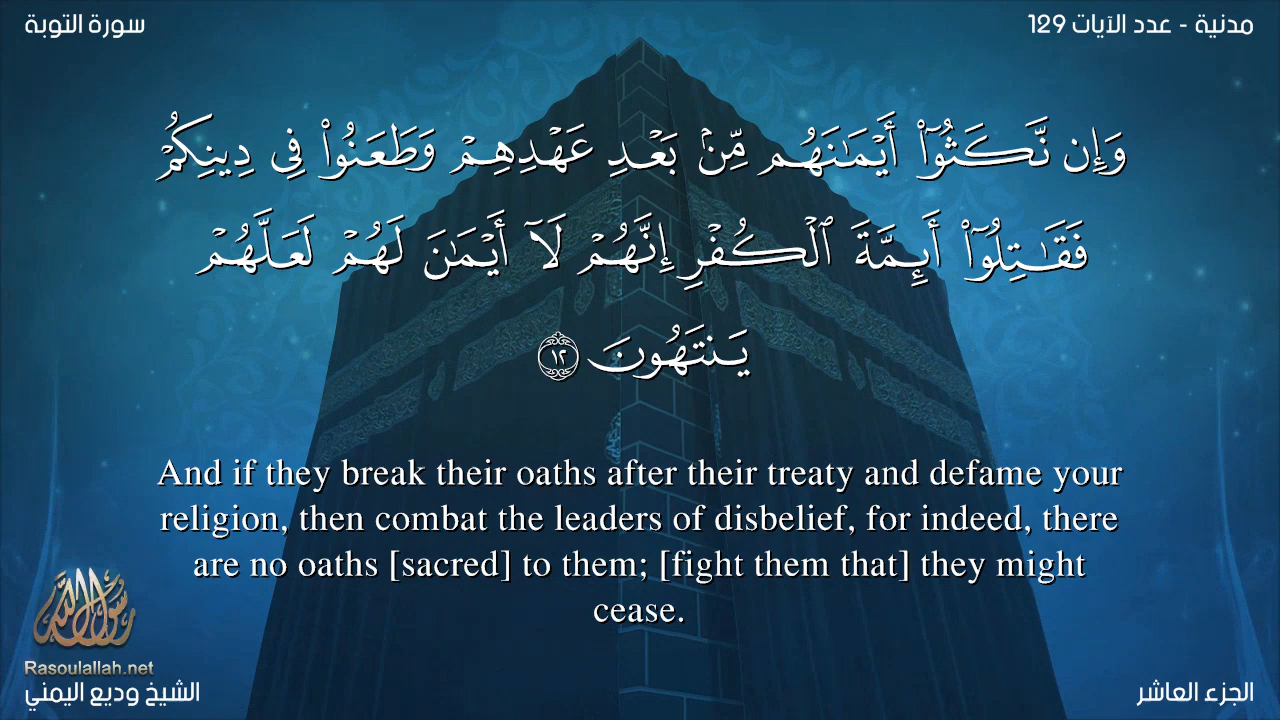 سورة التوبة
مدنية - عدد الآيات 129
وَإِن نَّكَثُوٓا۟ أَيْمَـٰنَهُم مِّنۢ بَعْدِ عَهْدِهِمْ وَطَعَنُوا۟ فِى دِينِكُمْ
فَقَـٰتِلُوٓا۟ أَئِمَّةَ ٱلْكُفْرِ إِنَّهُمْ لَآ أَيْمَـٰنَ لَهُمْ لَعَلَّهُمْ
يَنتَهُونَ ١٢
And if they break their oaths after their treaty and defame your
religion, then combat the leaders of disbelief, for indeed, there
are no oaths [sacred] to them; [fight them that] they might
cease.
رسول الله
Rasoulallah.net
الشيخ وديع اليمني
الجزء العاشر